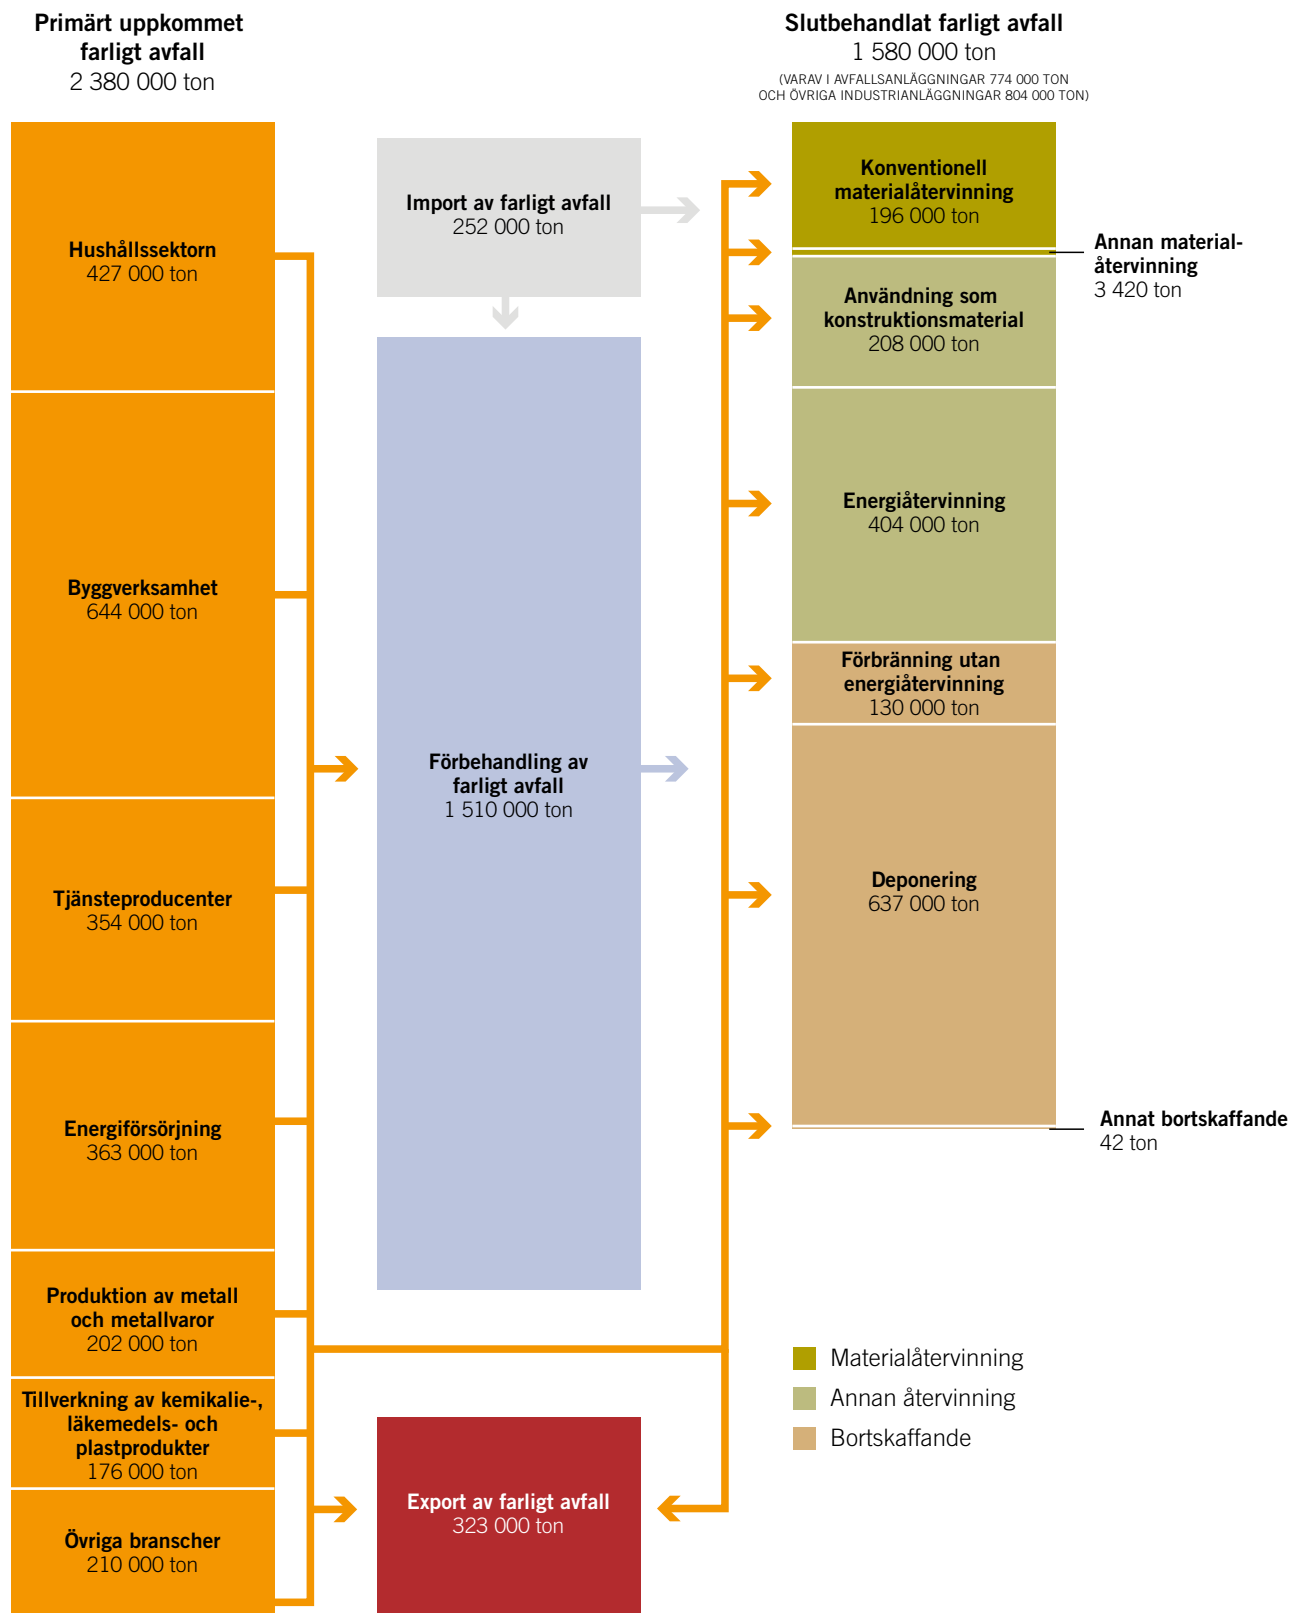 Primärt uppkommet
farligt avfall
2 380 000 ton
Hushållssektorn
427 000 ton
Byggverksamhet
644 000 ton
Tjänsteproducenter
354 000 ton
Energiförsörjning
363 000 ton
Produktion av metall
och metallvaror
202 000 ton
Tillverkning av kemikalie-,
läkemedels- och
plastprodukter
176 000 ton
Övriga branscher
210 000 ton
Import av farligt avfall
252 000 ton
Förbehandling av
farligt avfall
1 510 000 ton
Export av farligt avfall
323 000 ton
Slutbehandlat farligt avfall
1 580 000 ton
(VARAV I AVFALLSANLÄGGNINGAR 774 000 TON
OCH ÖVRIGA INDUSTRIANLÄGGNINGAR 804 000 TON)
Konventionell
materialåtervinning
196 000 ton
Annan material-
återvinning
3 420 ton
Användning som
konstruktionsmaterial
208 000 ton
Energiåtervinning
404 000 ton
Förbränning utan
energiåtervinning
130 000 ton
Deponering
637 000 ton
Annat bortskaffande
42 ton
Materialåtervinning
Annan återvinning
Bortskaffande